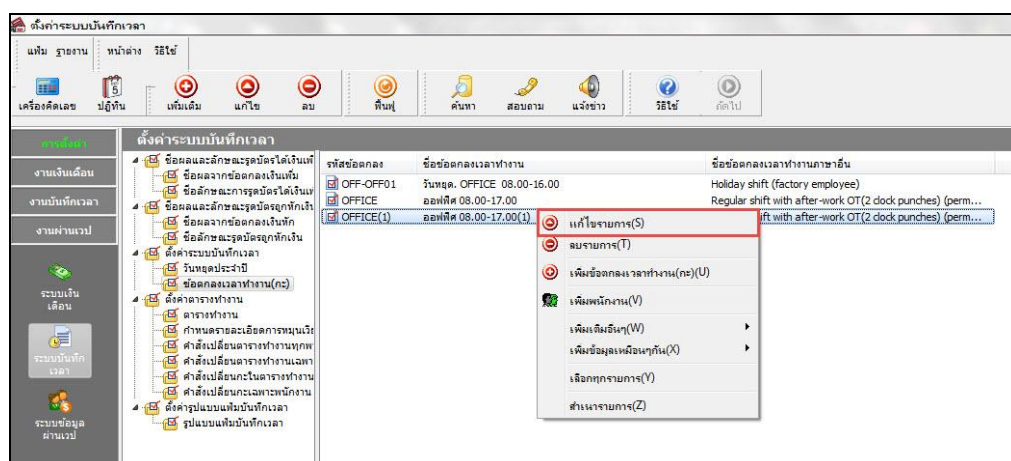 ตั้งค่าระบบบันทึกเวลา
แฟ้ม รายงาน หน้าต่าง วิธีใช้
เครื่องคิดเลข ปฏิทิน เพิ่มเติม แก้ไข ลบ ฟื้นฟู ค้นหา สอบถาม แจ้งข่าว วิธีใช้ ถัดไป
การตั้งค่า
งานเงินเดือน
งานบันทึกเวลา
งานผ่านเวป
ระบบเงิน
เดือน
ระบบบันทึก
เวลา
ระบบข้อมูล
ผ่านเวป
ตั้งค่าระบบบันทึกเวลา
ชื่อผลและลักษณะรูดบัตรได้เงินเพิ่
ชื่อผลจากข้อตกลงเงินเพิ่ม
ชื่อลักษณะการรูดบัตรได้เงินเ
ชื่อผลและลักษณะรูดบัตรถูกหักเงิ
ชื่อผลจากข้อตกลงเงินหัก
ชื่อลักษณะรูดบัตรถูกหักเงิน
ตั้งค่าระบบบันทึกเวลา
วันหยุดประจำปี
ข้อตกลงเวลาทำงาน(กะ)
ตั้งค่าตารางทำงาน
ตารางทำงาน
กำหนดรายละเอียดการหมุนเวี
คำสั่งเปลี่ยนตารางทำงานทุกพ
คำสั่งเปลี่ยนตารางทำงานเฉพา
คำสั่งเปลี่ยนกะในตารางทำงาน
คำสั่งเปลี่ยนกะเฉพาะพนักงาน
ตั้งค่ารูปแบบแฟ้มบันทึกเวลา
รูปแบบแฟ้มบันทึกเวลา
รหัสข้อตกลง ชื่อข้อตกลงเวลาทำงาน ชื่อข้อตกลงเวลาทำงานภาษาอื่น
OFF-OFF01 วันหยุด. OFFICE 08.00-16.00 Holiday shift (factory employee)
OFFICE ออฟฟิศ 08.00-17.00 Regular shift with after-work OT(2 clock punches) (perm...
OFFICE(1) ออฟฟิศ 08.00-17.00(1) ift with after-work OT(2 clock punches) (perm...
แก้ไขรายการ(S)
ลบรายการ(T)
เพิ่มข้อตกลงเวลาทำงาน(กะ)(U)
เพิ่มพนักงาน(V)
เพิ่มเติมอื่นๆ(W)
เพิ่มข้อมูลเหมือนๆกัน(X)
เลือกทุกรายการ(Y)
สำเนารายการ(Z)